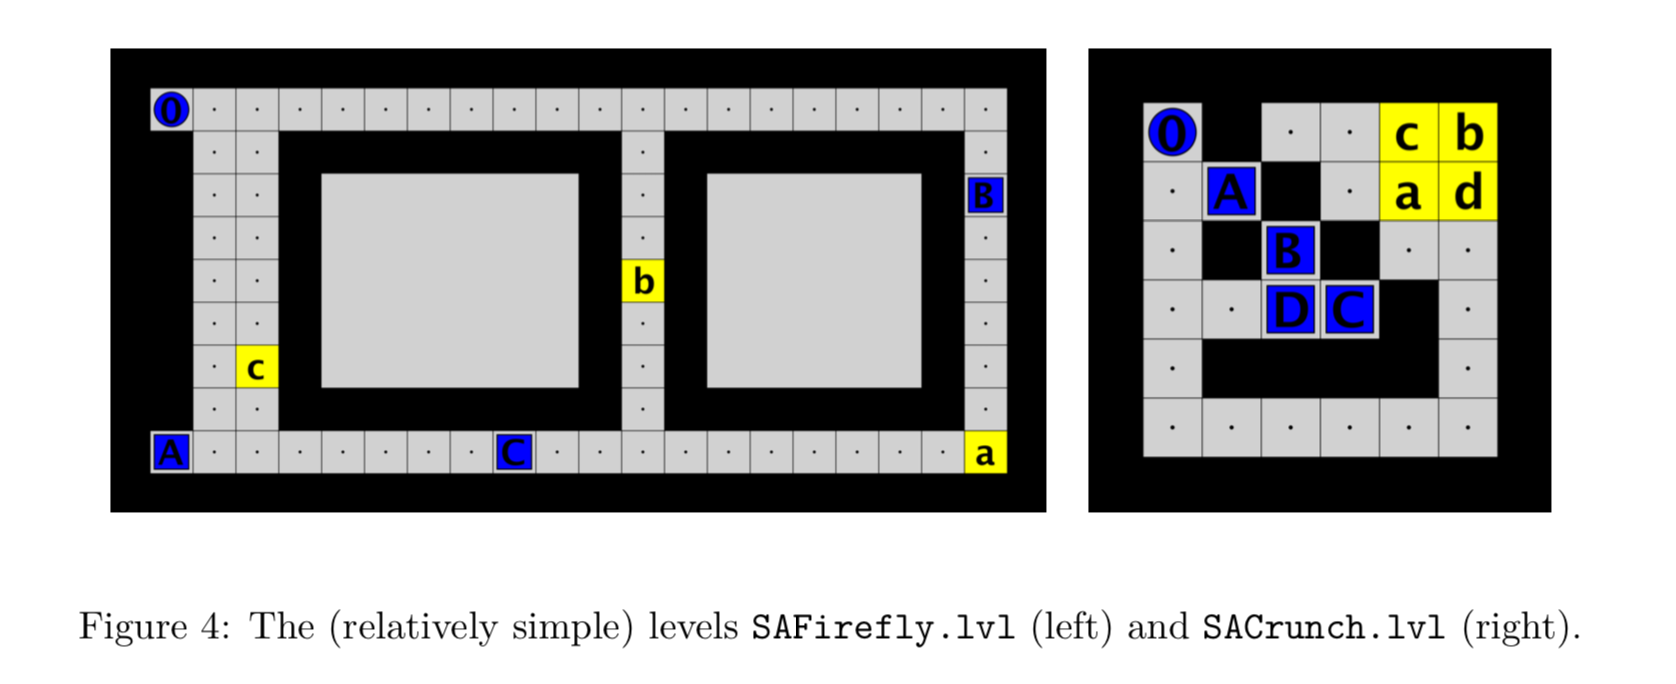 0
B
b
c
A C a
0 c b
A a d
B
D C
Figure 4: The (relatively simple) levels SAFirefly.lvl (left) and SACrunch.lvl (right).